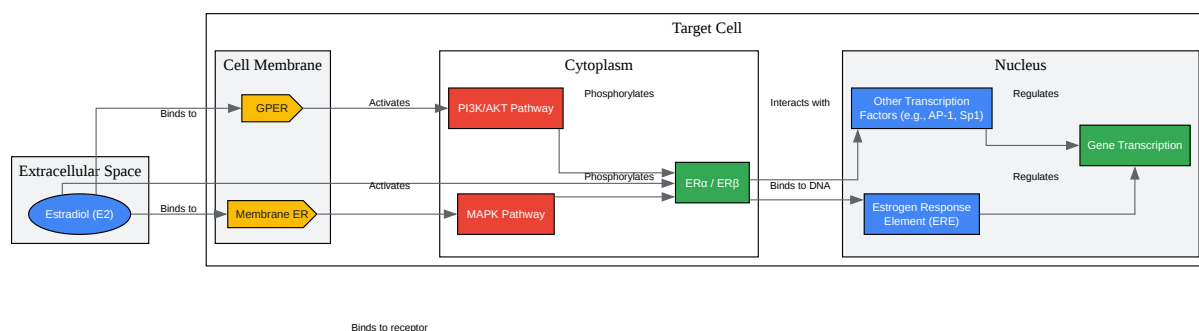 Target Cell
Cell Membrane
Cytoplasm
Nucleus
Extracellular Space
GPER
Binds to
Activates
PI3K/AKT Pathway
Phosphorylates
Interacts with
Other Transcription
Factors (e.g., AP-1, Sp1)
Regulates
Gene Transcription
Estradiol (E2)
Binds to
Membrane ER
Activates
MAPK Pathway
Phosphorylates
ERα / ERβ
Binds to DNA
Estrogen Response
Element (ERE)
Regulates
Binds to receptor